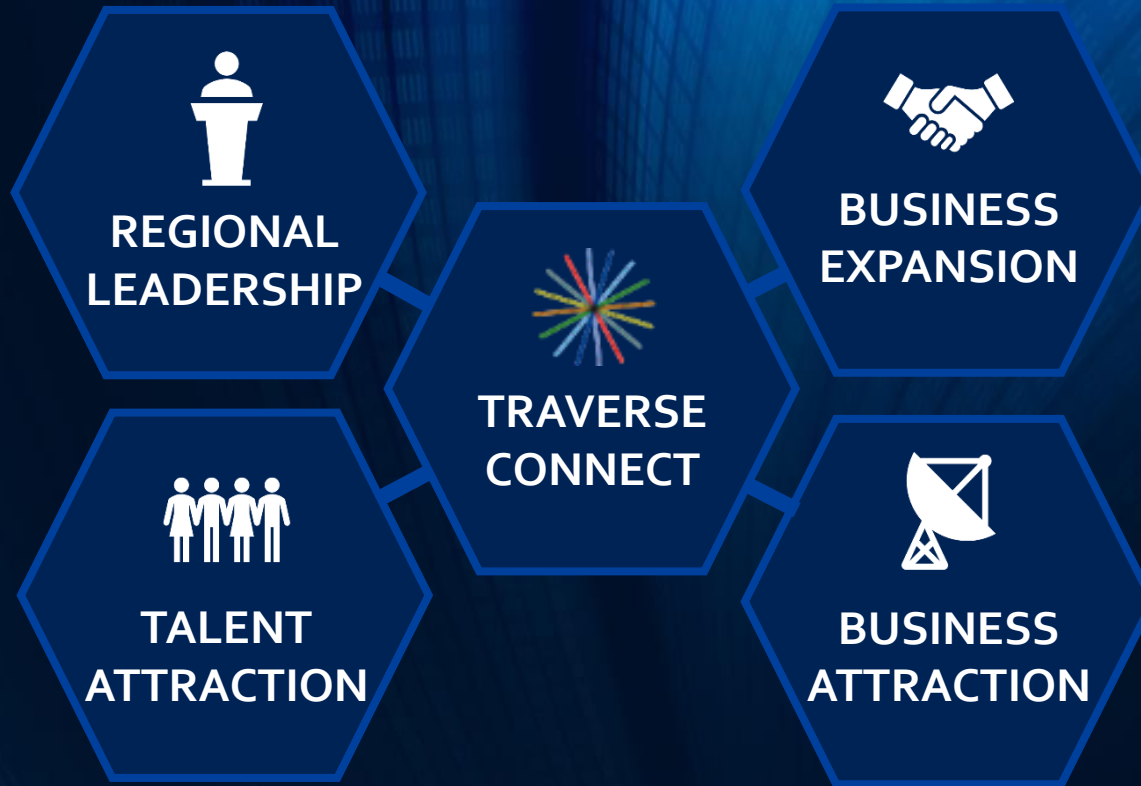 REGIONAL
LEADERSHIP
BUSINESS
EXPANSION
TRAVERSE
CONNECT
TALENT
ATTRACTION
BUSINESS
ATTRACTION